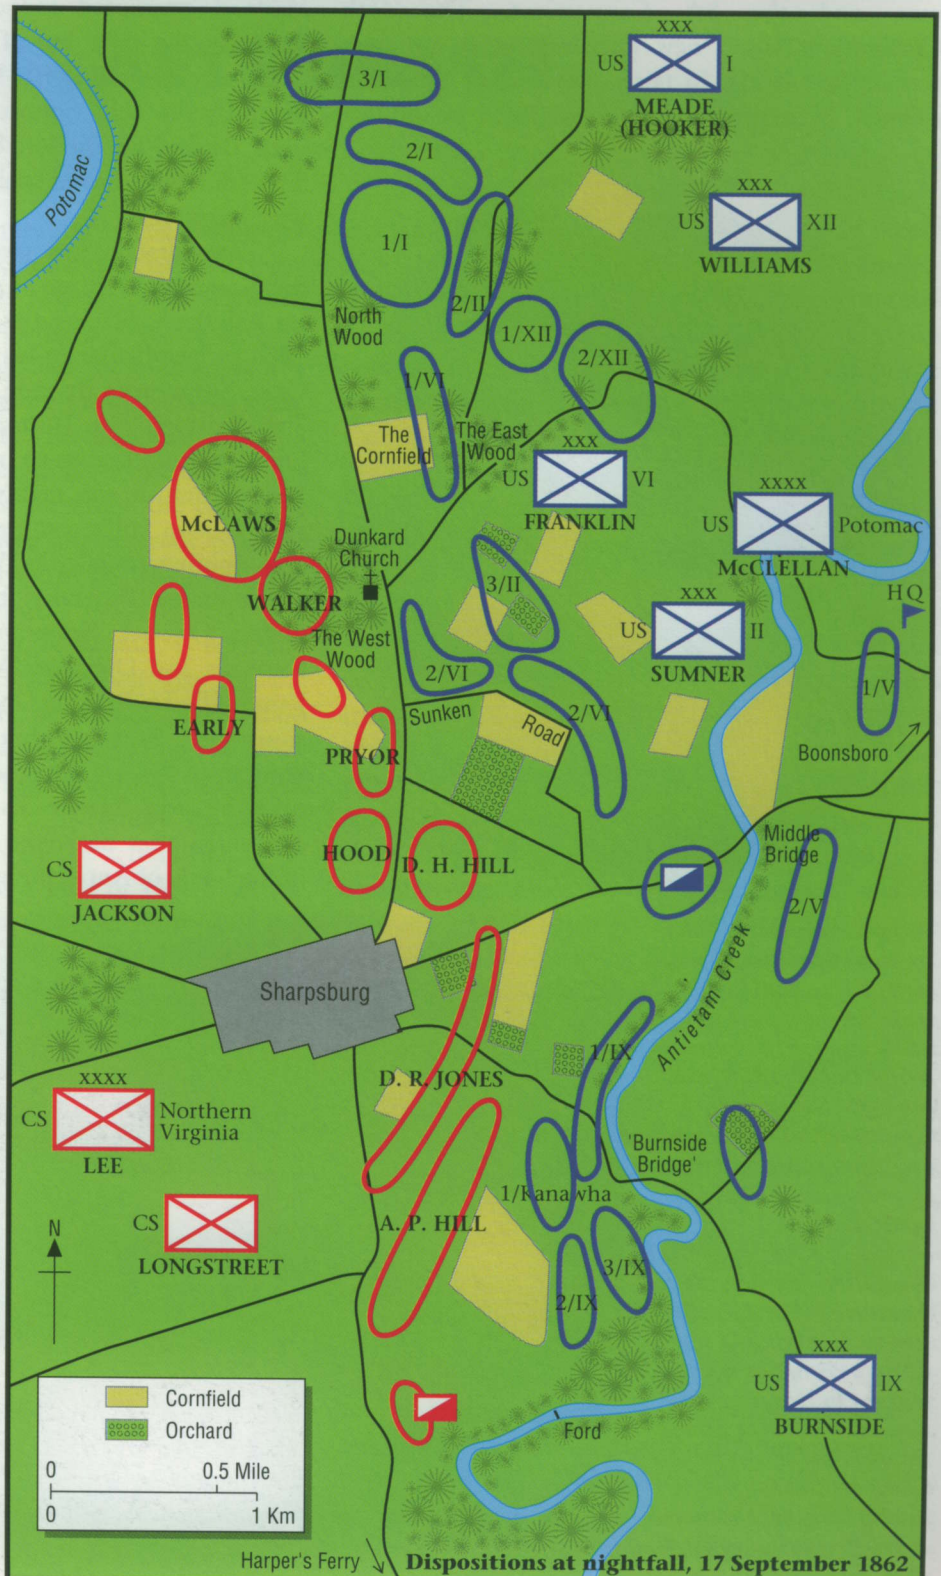 XXX
US I
MEADE
(HOOKER)
3/I
2/I
Potomac
XXX
US XII
WILLIAMS
1/I
2/II
North
Wood
1/XII
2/XII
1/VI
The
Cornfield
The East
Wood
XXX
US VI
FRANKLIN
XXXX
US Potomac
McCLELLAN
HQ
McLAWS
Dunkard
Church
WALKER
3/II
XXX
US II
SUMNER
The West
Wood
2/VI
1/V
EARLY
Sunken
Road
2/VI
Boonsboro
PRYOR
Middle
Bridge
HOOD
D. H. HILL
CS
JACKSON
2/V
Antietam Creek
Sharpsburg
1/IX
D. R. JONES
XXXX
CS Northern
Virginia
LEE
'Burnside
Bridge'
1/Kanawha
CS
LONGSTREET
A. P. HILL
N
3/IX
2/IX
XXX
US IX
BURNSIDE
Cornfield
Orchard
0 0.5 Mile
0 1 Km
Ford
Harper's Ferry
Dispositions at nightfall, 17 September 1862